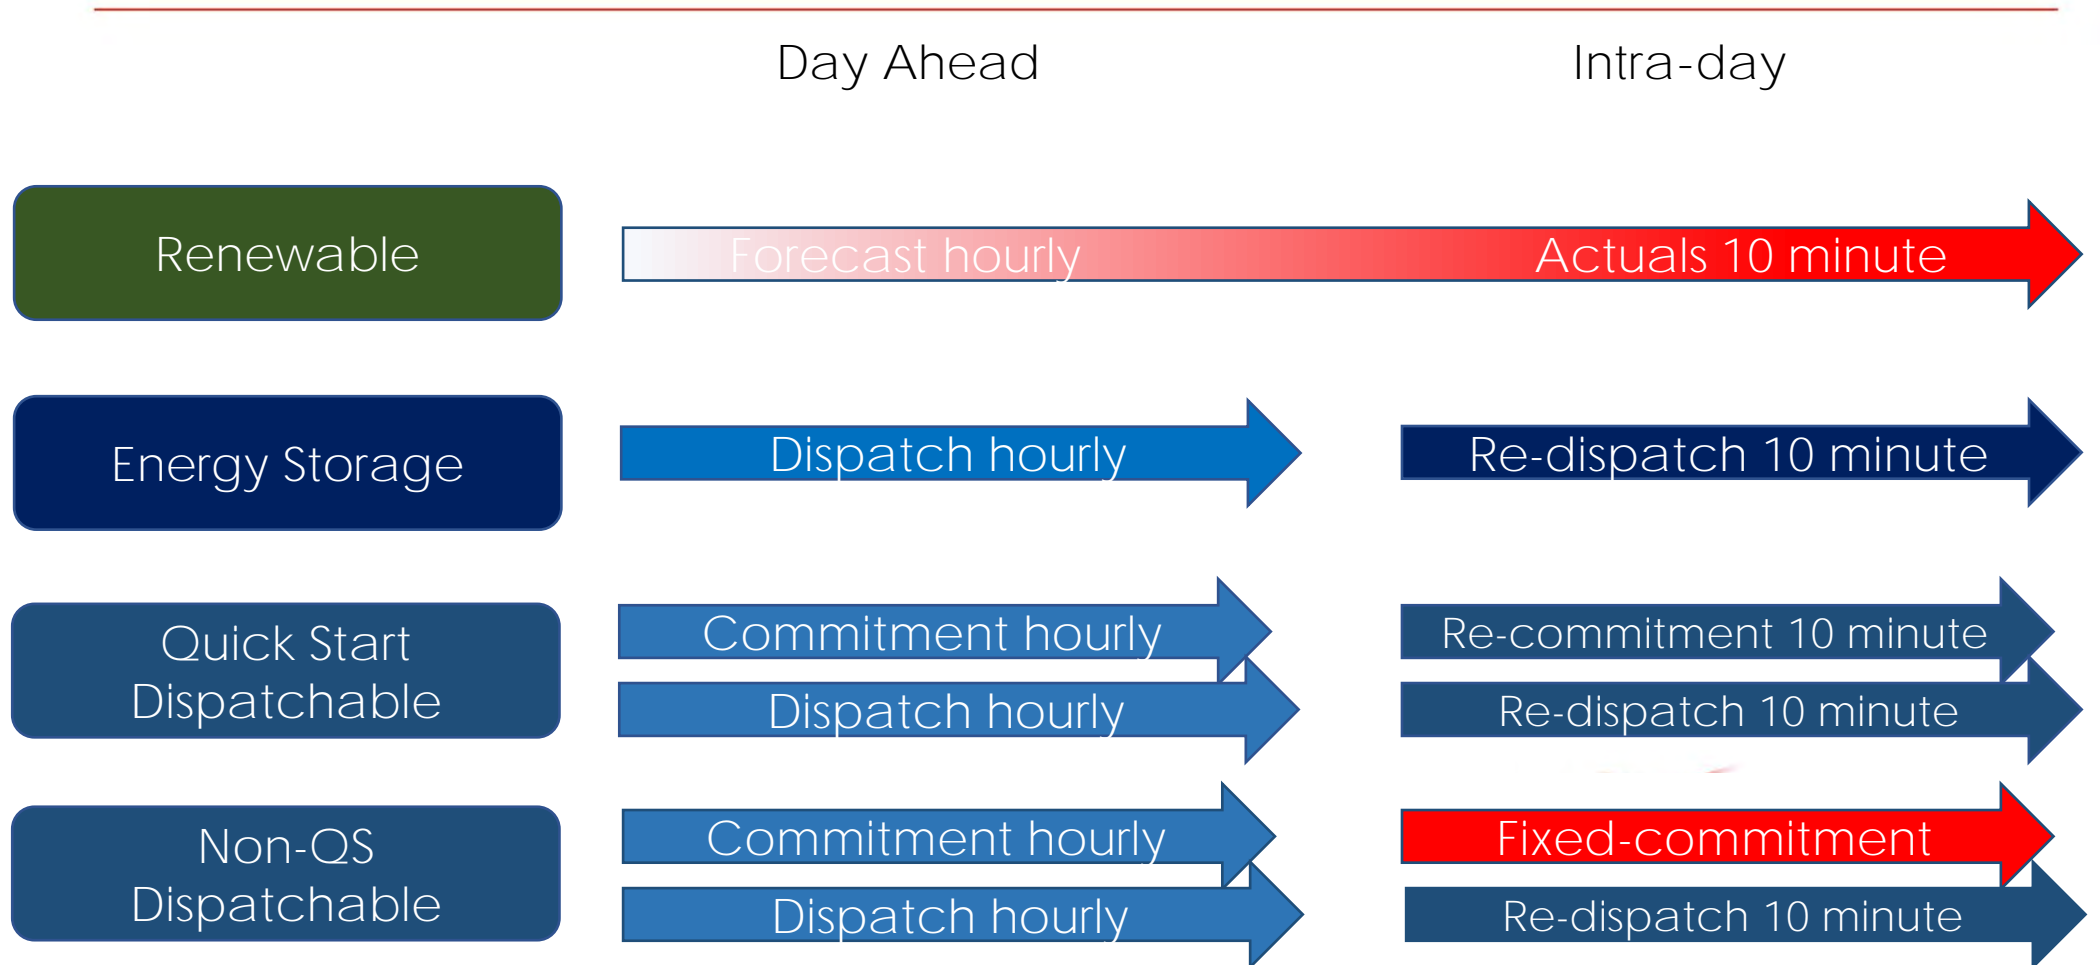 Day Ahead
Intra-day
Renewable
Forecast hourly
Actuals 10 minute
Energy Storage
Dispatch hourly
Re-dispatch 10 minute
Quick Start
Dispatchable
Commitment hourly
Re-commitment 10 minute
Dispatch hourly
Re-dispatch 10 minute
Non-QS
Dispatchable
Commitment hourly
Fixed-commitment
Dispatch hourly
Re-dispatch 10 minute